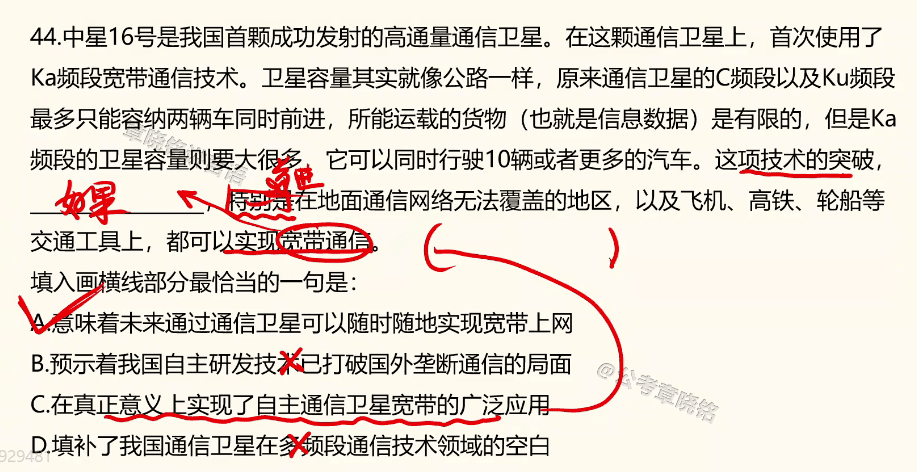 44.中星16号是我国首颗成功发射的高通量通信卫星。在这颗通信卫星上，首次使用了
Ka频段宽带通信技术。卫星容量其实就像公路一样，原来通信卫星的C频段以及Ku频段
最多只能容纳两辆车同时前进，所能运载的货物（也就是信息数据）是有限的，但是Ka
频段的卫星容量则要大很多，它可以同时行驶10辆或者更多的汽车。这项技术的突破，
____________，特别是在地面通信网络无法覆盖的地区，以及飞机、高铁、轮船等
如果
交通工具上，都可以实现宽带通信。
填入画横线部分最恰当的一句是：
A.意味着未来通过通信卫星可以随时随地实现宽带上网
B.预示着我国自主研发技术已打破国外垄断通信的局面
@公考章晓铭
C.在真正意义上实现了自主通信卫星宽带的广泛应用
D.填补了我国通信卫星在多频段通信技术领域的空白
929481